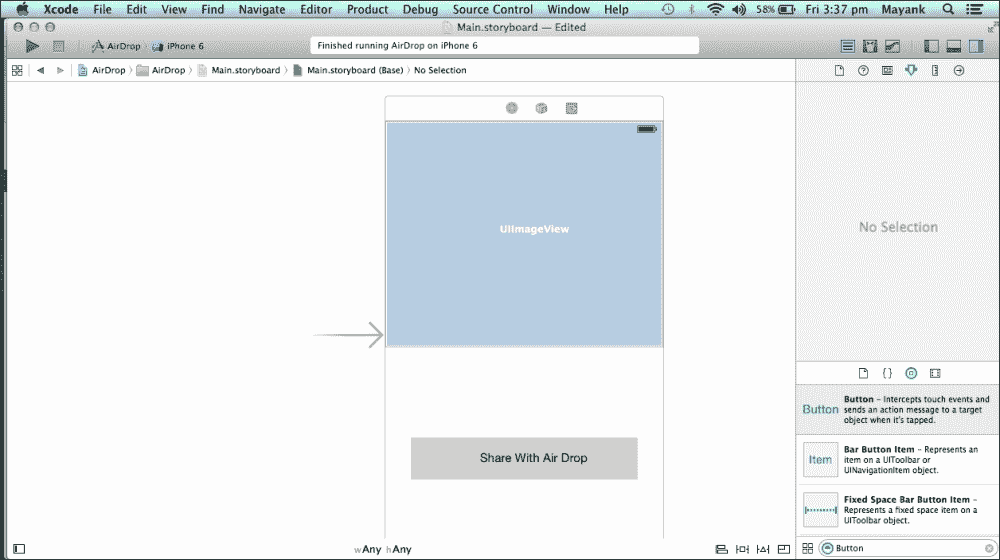 Xcode File Edit View Find Navigate Editor Product Debug Source Control Window Help 58% Fri 3:37 pm Mayank
Main.storyboard — Edited
AirDrop iPhone 6
Finished running AirDrop on iPhone 6
AirDrop AirDrop Main.storyboard Main.storyboard (Base) No Selection
UIImageView
No Selection
Button
Button – Intercepts touch events and
sends an action message to a target
object when it's tapped.
Share With Air Drop
Item
Bar Button Item – Represents an
item on a UIToolbar or
UINavigationItem object.
Fixed Space Bar Button Item –
Represents a fixed space item on a
UIToolbar object.
wAny hAny
Button